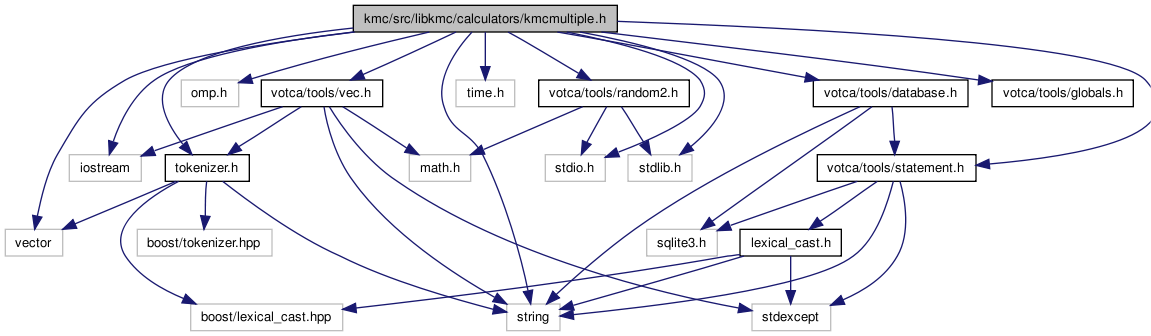 kmc/src/libkmc/calculators/kmcmultiple.h
omp.h
votca/tools/vec.h
time.h
votca/tools/random2.h
votca/tools/database.h
votca/tools/globals.h
iostream
tokenizer.h
math.h
stdio.h
stdlib.h
votca/tools/statement.h
vector
boost/tokenizer.hpp
sqlite3.h
lexical_cast.h
boost/lexical_cast.hpp
string
stdexcept